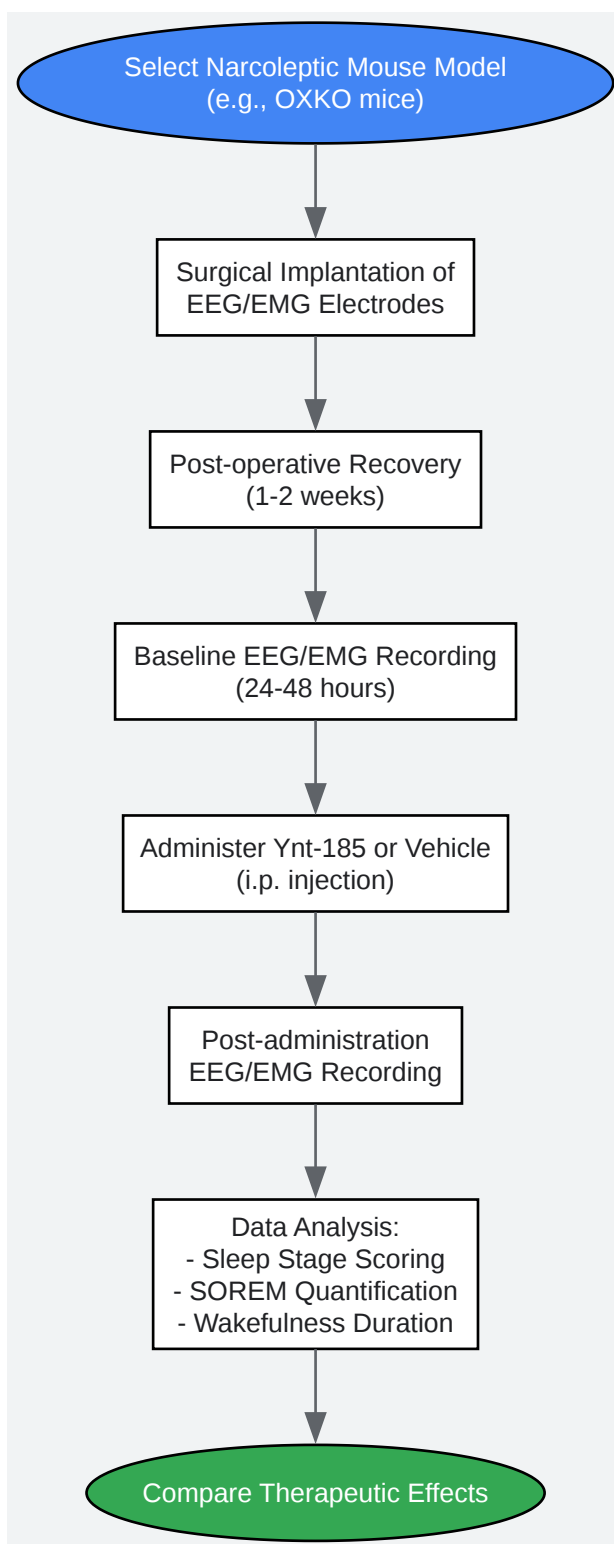 Select Narcoleptic Mouse Model
(e.g., OXKO mice)
Surgical Implantation of
EEG/EMG Electrodes
Post-operative Recovery
(1-2 weeks)
Baseline EEG/EMG Recording
(24-48 hours)
Administer Ynt-185 or Vehicle
(i.p. injection)
Post-administration
EEG/EMG Recording
Data Analysis:
- Sleep Stage Scoring
- SOREM Quantification
- Wakefulness Duration
Compare Therapeutic Effects